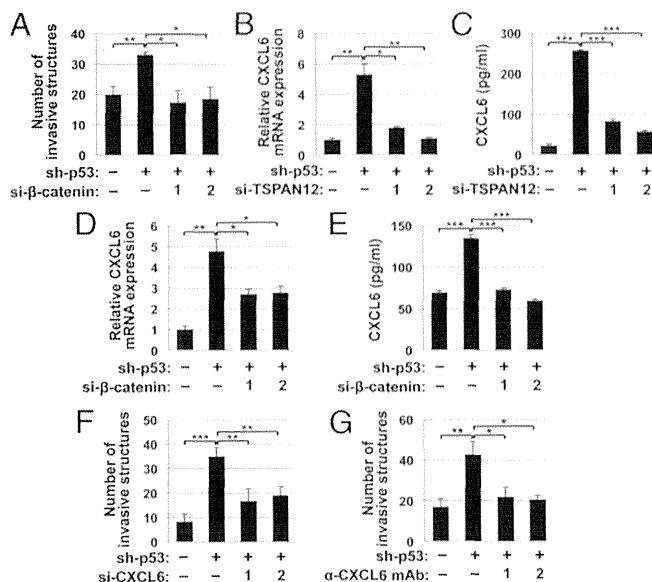 A
Number of
invasive structures
40
30
20
10
0
** * *
sh-p53: – + + +
si-β-catenin: – – 1 2
B
Relative CXCL6
mRNA expression
7
6
5
4
3
2
1
0
** * **
sh-p53: – + + +
si-TSPAN12: – – 1 2
C
CXCL6 (pg/ml)
300
200
100
0
*** *** ***
sh-p53: – + + +
si-TSPAN12: – – 1 2
D
Relative CXCL6
mRNA expression
6
5
4
3
2
1
0
** * *
sh-p53: – + + +
si-β-catenin: – – 1 2
E
CXCL6 (pg/ml)
150
100
50
0
*** *** ***
sh-p53: – + + +
si-β-catenin: – – 1 2
F
Number of
invasive structures
50
40
30
20
10
0
*** ** **
sh-p53: – + + +
si-CXCL6: – – 1 2
G
Number of
invasive structures
60
40
20
0
** * *
sh-p53: – + + +
α-CXCL6 mAb: – – 1 2